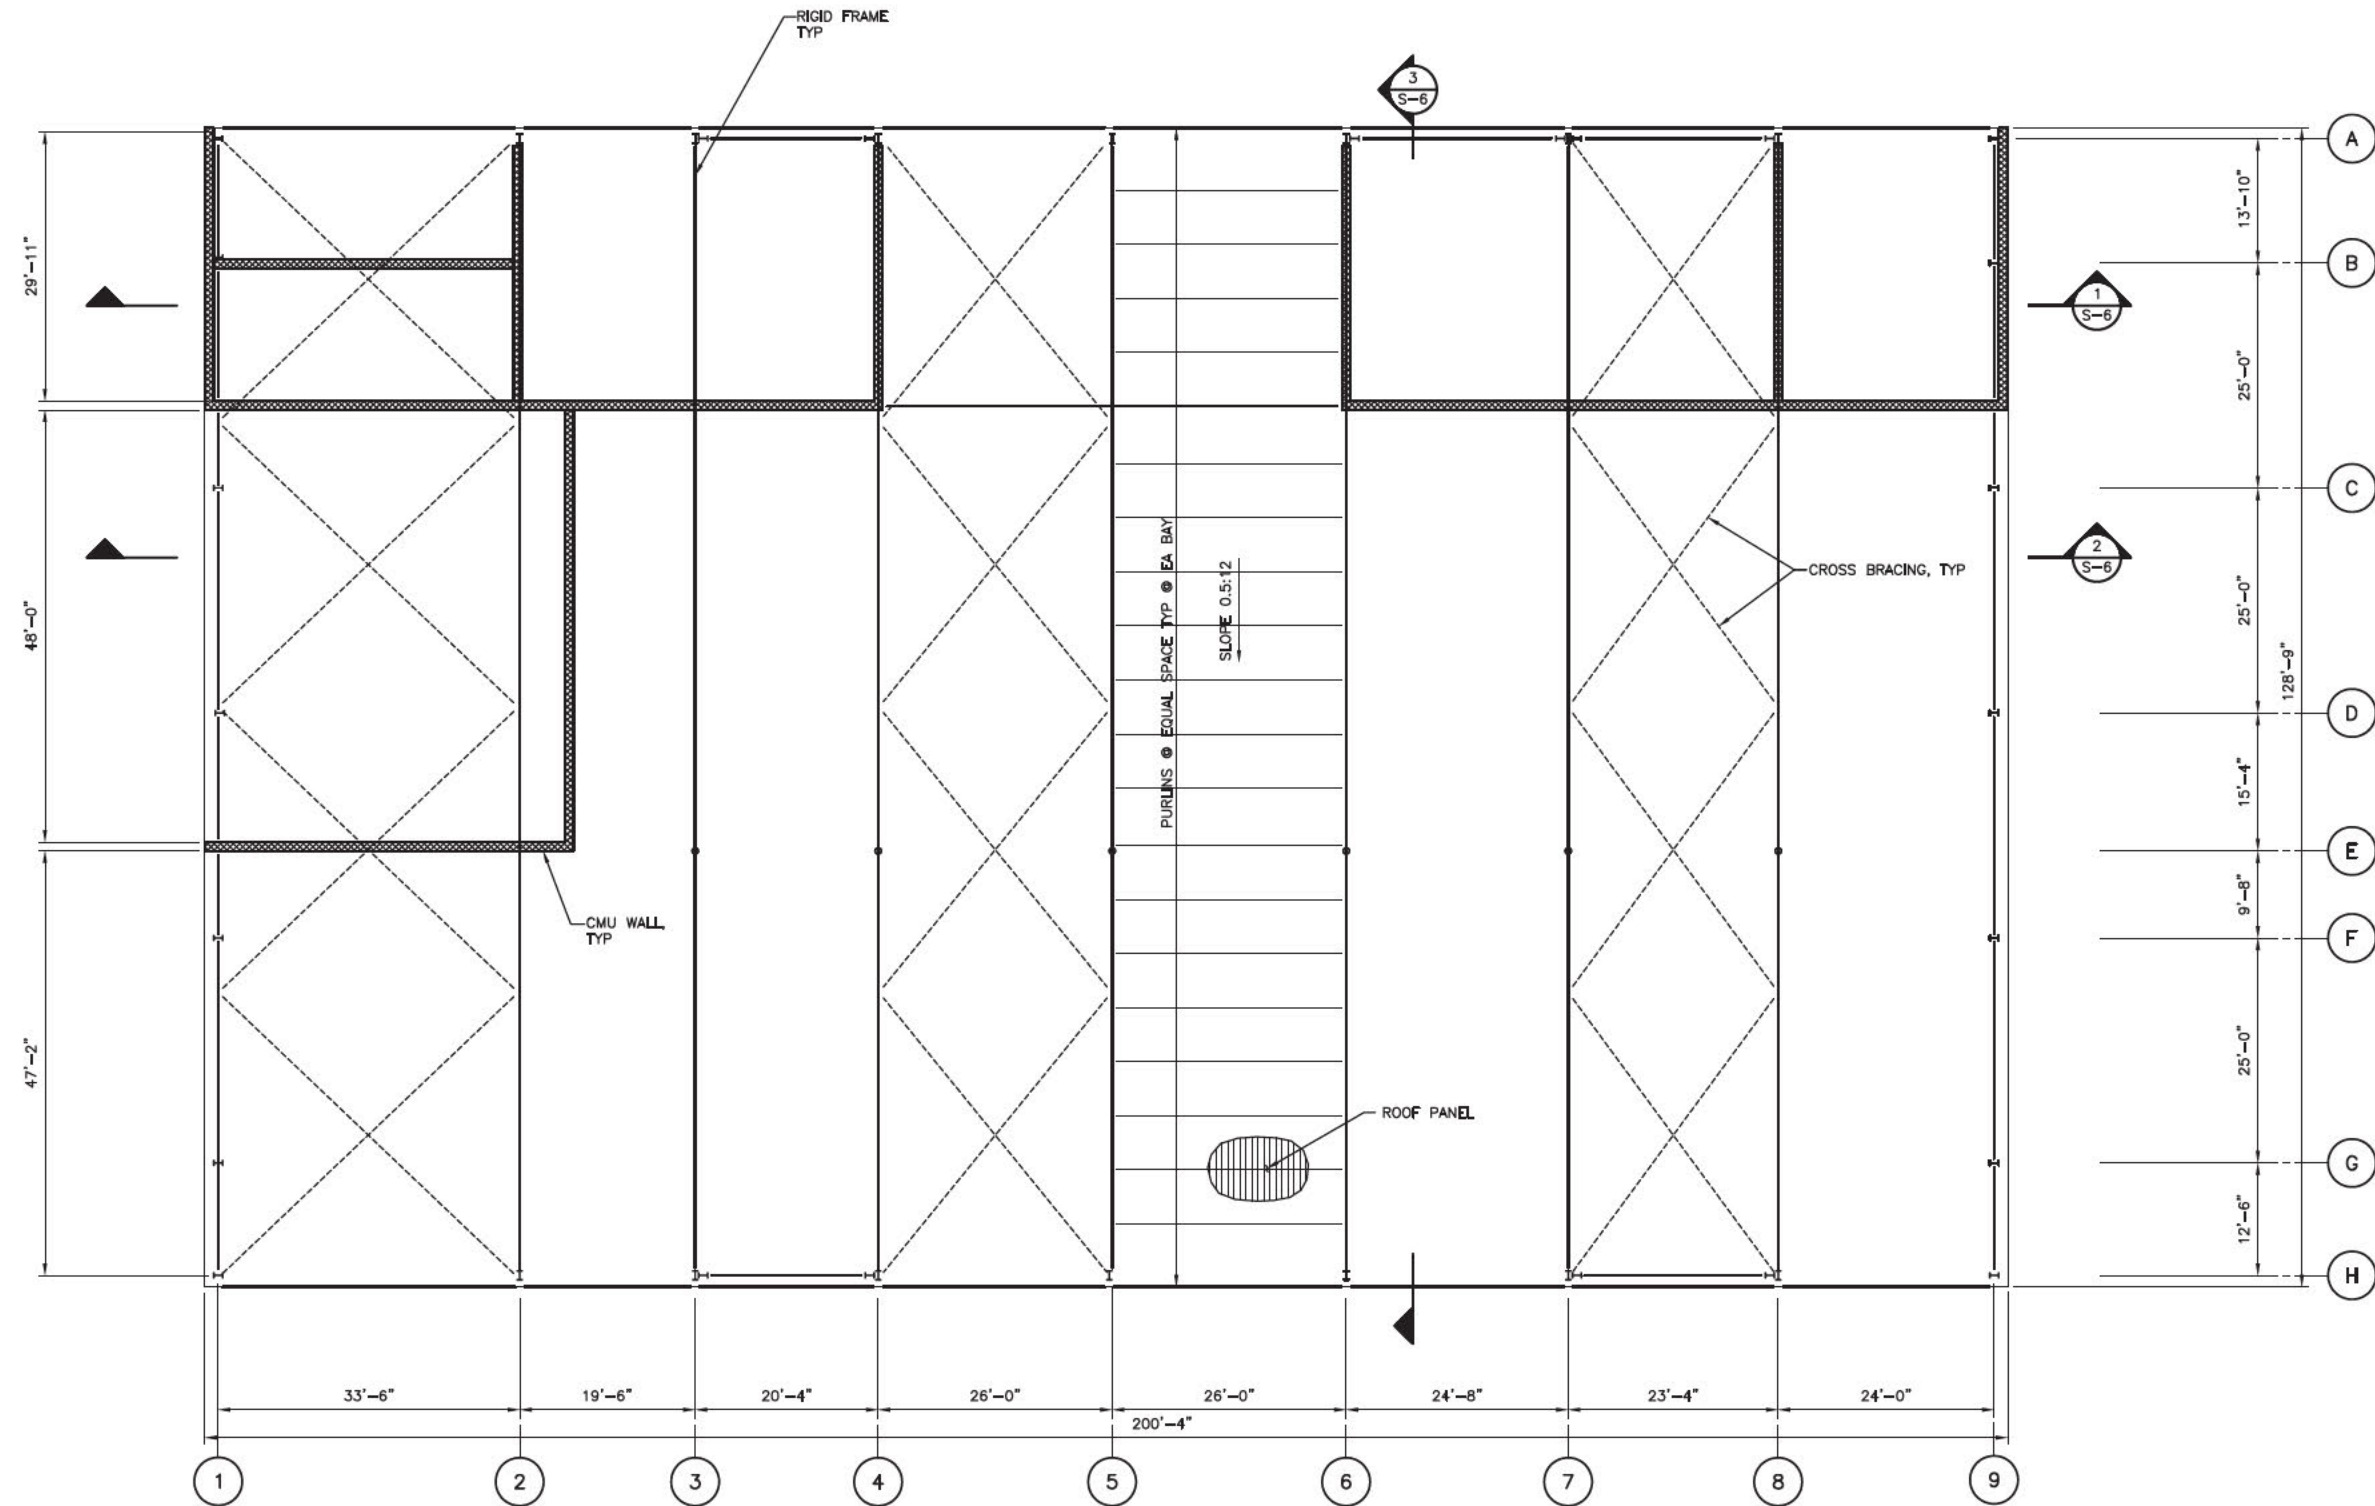 RIGID FRAME
TYP
3
S-6
A
13'-10"
29'-11"
B
1
S-6
25'-0"
C
2
S-6
CROSS BRACING, TYP
25'-0"
48'-0"
PURLINS @ EQUAL SPACE TYP @ EA BAY
SLOPE 0.5:12
128'-9"
D
15'-4"
E
9'-8"
CMU WALL
TYP
F
25'-0"
47'-2"
ROOF PANEL
G
12'-6"
H
33'-6" 19'-6" 20'-4" 26'-0" 26'-0" 24'-8" 23'-4" 24'-0"
200'-4"
1 2 3 4 5 6 7 8 9